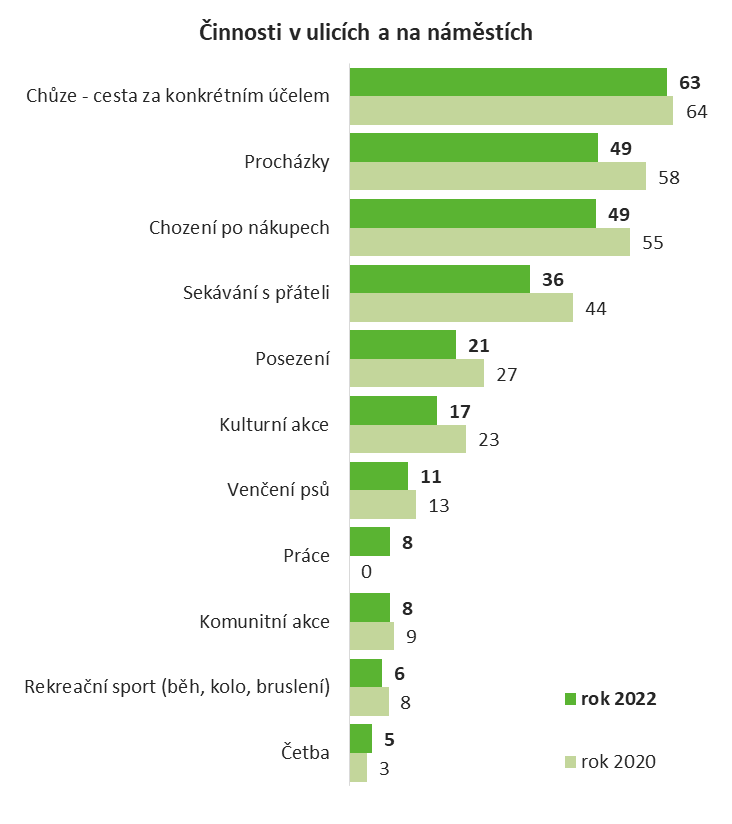 Činnosti v ulicích a na náměstích
Chůze - cesta za konkrétním účelem
63
64
Procházky
49
58
Chození po nákupech
49
55
Sekávání s přáteli
36
44
Posezení
21
27
Kulturní akce
17
23
Venčení psů
11
13
Práce
8
0
Komunitní akce
8
9
Rekreační sport (běh, kolo, bruslení)
6
8
Četba
5
3
rok 2022
rok 2020